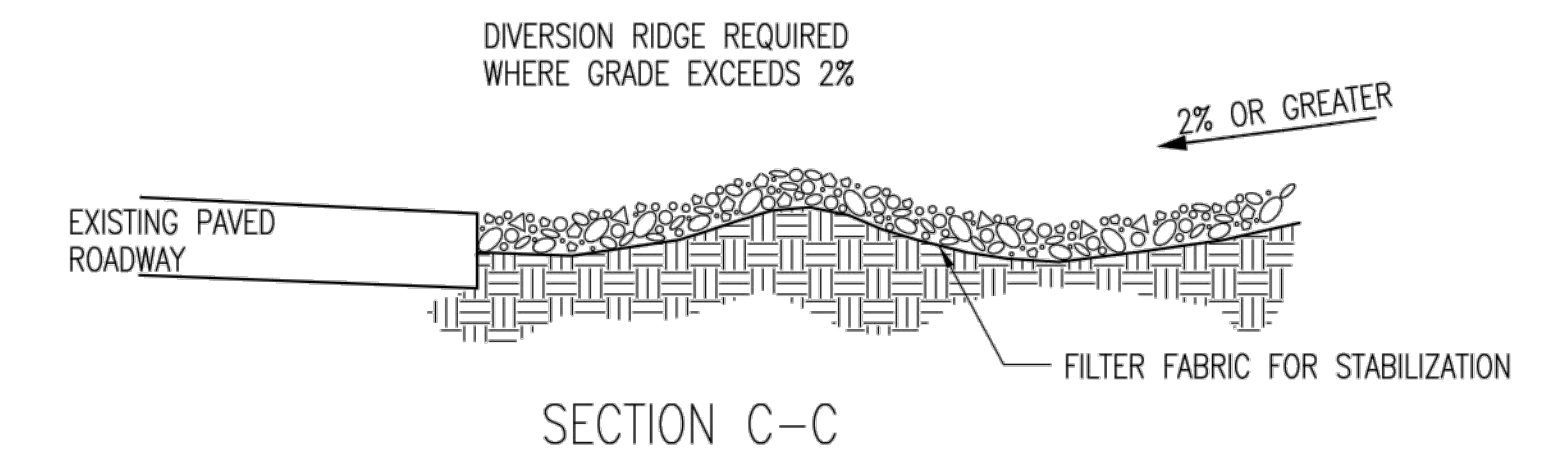 DIVERSION RIDGE REQUIRED
WHERE GRADE EXCEEDS 2%
2% OR GREATER
EXISTING PAVED
ROADWAY
FILTER FABRIC FOR STABILIZATION
SECTION C-C